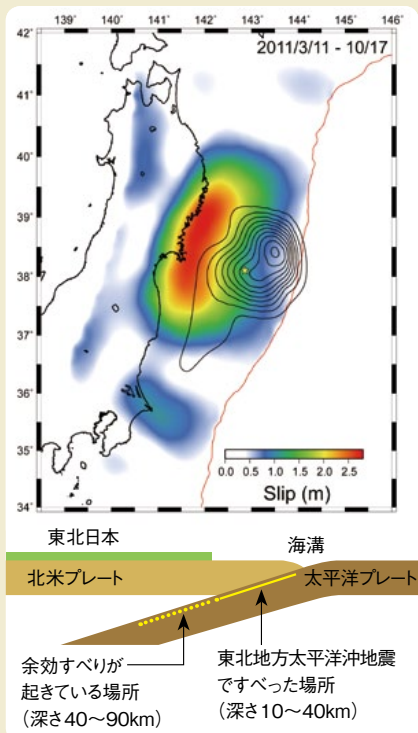 141° 142° 143° 144° 145° 146°
42°
2011/3/11 - 10/17
41°
40°
39°
38°
37°
36°
35°
34°
0.0 0.5 1.0 1.5 2.0 2.5
Slip (m)
東北日本
海溝
北米プレート
太平洋プレート
余効すべりが
起きている場所
(深さ40〜90km)
東北地方太平洋沖地震
ですべった場所
(深さ10〜40km)